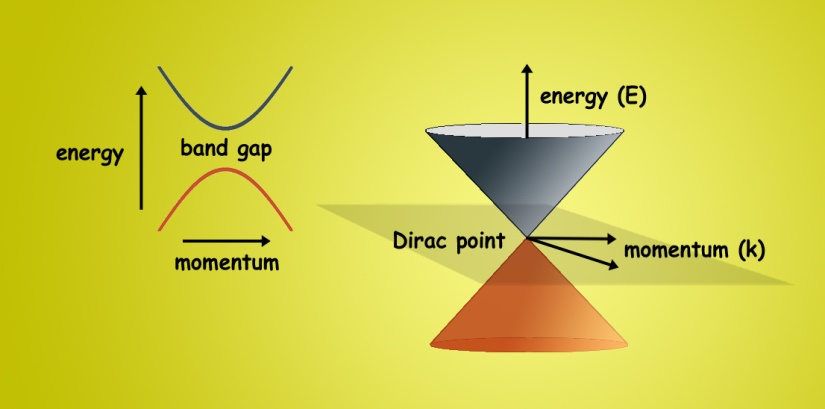 energy
band gap
momentum
energy (E)
Dirac point
momentum (k)